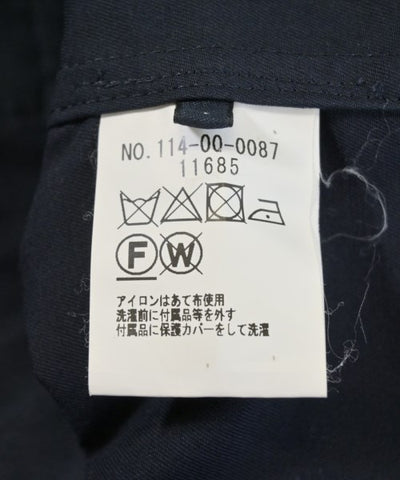 NO. 114-00-0087
11685
F W
アイロンはあて布使用
洗濯前に付属品等を外す
付属品に保護カバーをして洗濯